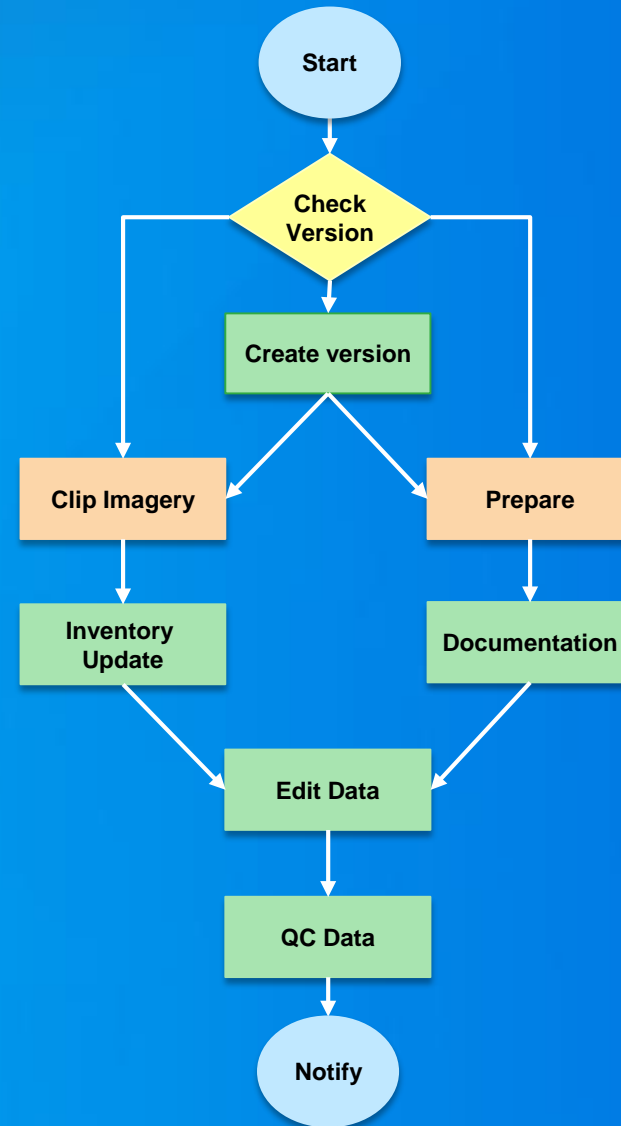 Start
Check
Version
Create version
Clip Imagery
Prepare
Inventory
Update
Documentation
Edit Data
QC Data
Notify